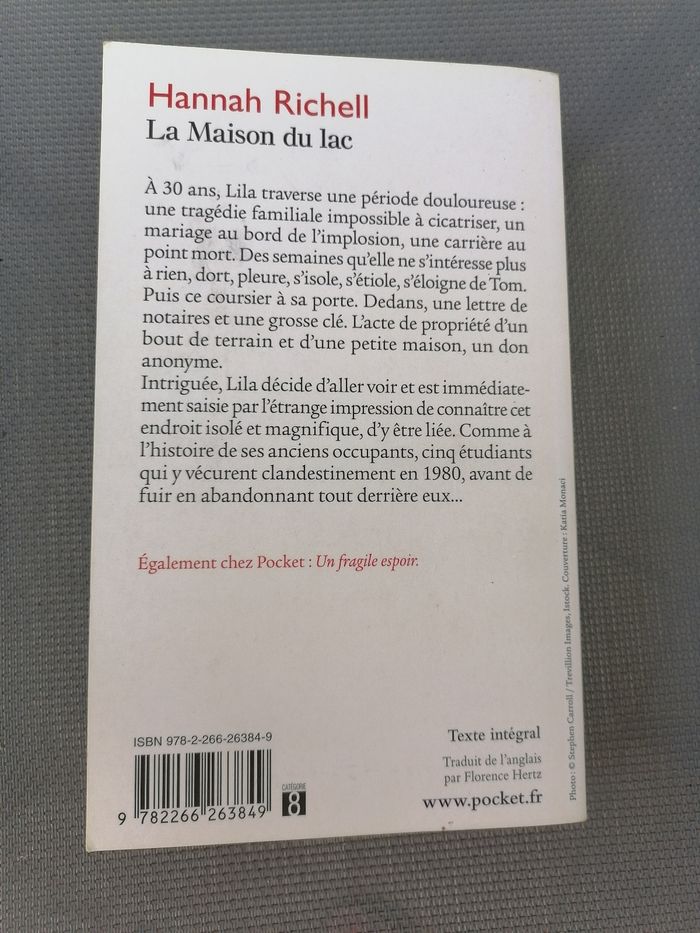 Hannah Richell
La Maison du lac
À 30 ans, Lila traverse une période douloureuse :
une tragédie familiale impossible à cicatriser, un
mariage au bord de l'implosion, une carrière au
point mort. Des semaines qu'elle ne s'intéresse plus
à rien, dort, pleure, s'isole, s'étiole, s'éloigne de Tom.
Puis ce coursier à sa porte. Dedans, une lettre de
notaires et une grosse clé. L'acte de propriété d'un
bout de terrain et d'une petite maison, un don
anonyme.
Intriguée, Lila décide d'aller voir et est immédiate-
ment saisie par l'étrange impression de connaître cet
endroit isolé et magnifique, d'y être liée. Comme à
l'histoire de ses anciens occupants, cinq étudiants
qui y vécurent clandestinement en 1980, avant de
fuir en abandonnant tout derrière eux...
Également chez Pocket : Un fragile espoir.
ISBN 978-2-266-26384-9
9 782266 263849
CATÉGORIE
8
Texte intégral
Traduit de l'anglais
par Florence Hertz
www.pocket.fr
Photo : © Stephen Carroll / Trevillion Images, Istock. Couverture : Katia Monaci